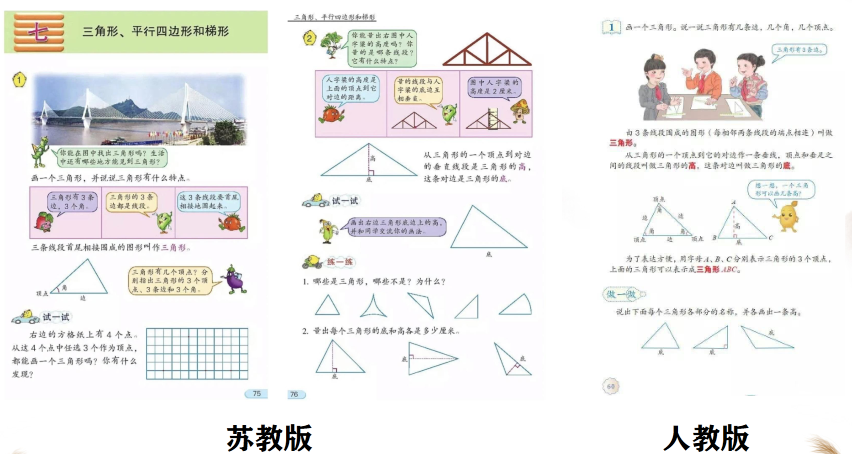 七
三角形、平行四边形和梯形
1
你能在图中找出三角形吗？生活
中还有哪些地方能见到三角形？
画一个三角形，并说说三角形有什么特点。
三角形有3条
边，3个角。
三角形的3条
边都是线段。
这3条线段要首尾
相接地围起来。
三条线段首尾相接围成的图形叫作三角形。
顶点
角
边
三角形有几个顶点？分
别指出三角形的3个顶
点、3条边和3个角。
试一试
右边的方格纸上有4个点。
从这4个点中任选3个作为顶点，
都能画一个三角形吗？你有什么
发现？
75
三角形、平行四边形和梯形
2
你能量出右图中人
字梁的高度吗？你
量的是哪条线段？
它有什么特点？
人字梁的高度是
上面的顶点到它
对边的距离。
量的线段与人
字梁的底边互
相垂直。
图中人字梁的
高度是2厘米。
高
底
从三角形的一个顶点到对边
的垂直线段是三角形的高，
这条对边是三角形的底。
试一试
画出右边三角形底边上的高，
并和同学交流你的画法。
底
练一练
1. 哪些是三角形，哪些不是？为什么？
2. 量出每个三角形的底和高各是多少厘米。
底
底
底
76
1
画一个三角形。说一说三角形有几条边，几个角，几个顶点。
三角形有3条边。
由3条线段围成的图形（每相邻两条线段的端点相连）叫做
三角形。
从三角形的一个顶点到它的对边作一条垂线，顶点和垂足之
间的线段叫做三角形的高。这条对边叫做三角形的底。
想一想，一个三角
形可以画几条高？
顶点
角
边
边
角
角
顶点
边
顶点
A
高
B
底
C
为了表达方便，用字母A、B、C分别表示三角形的3个顶点，
上面的三角形可以表示成三角形ABC。
做一做
说出下面每个三角形各部分的名称，并各画出一条高。
底
底
底
苏教版
人教版